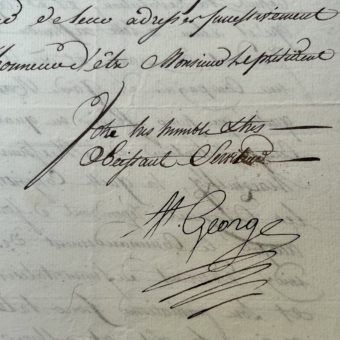 de leur adresser successivement
l'honneur d'être Monsieur le président
Votre très humble & très
Obéissant Serviteur
St. George